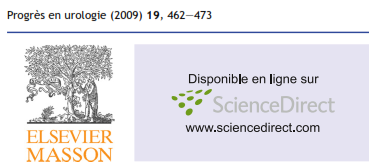 Progrès en urologie (2009) 19, 462—473
Disponible en ligne sur
ScienceDirect
www.sciencedirect.com
ELSEVIER
MASSON